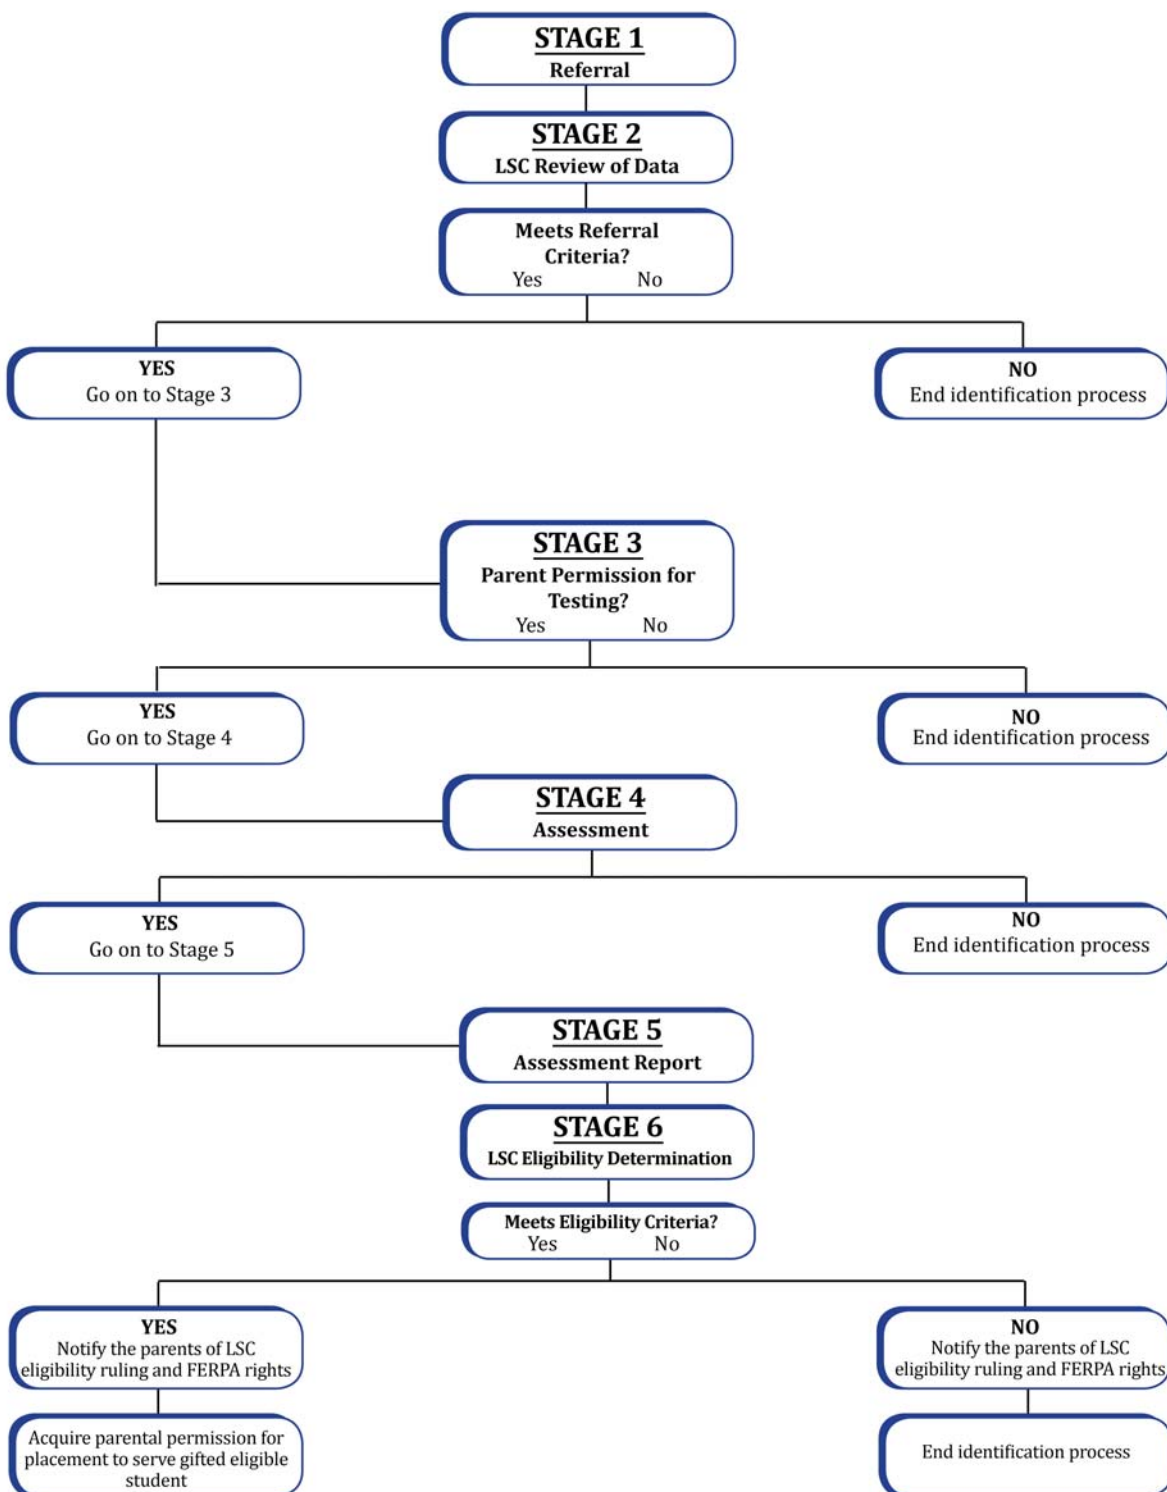 STAGE 1
Referral
STAGE 2
LSC Review of Data
Meets Referral
Criteria?
Yes No
YES
Go on to Stage 3
NO
End identification process
STAGE 3
Parent Permission for
Testing?
Yes No
YES
Go on to Stage 4
NO
End identification process
STAGE 4
Assessment
YES
Go on to Stage 5
NO
End identification process
STAGE 5
Assessment Report
STAGE 6
LSC Eligibility Determination
Meets Eligibility Criteria?
Yes No
YES
Notify the parents of LSC
eligibility ruling and FERPA rights
NO
Notify the parents of LSC
eligibility ruling and FERPA rights
Acquire parental permission for
placement to serve gifted eligible
student
End identification process